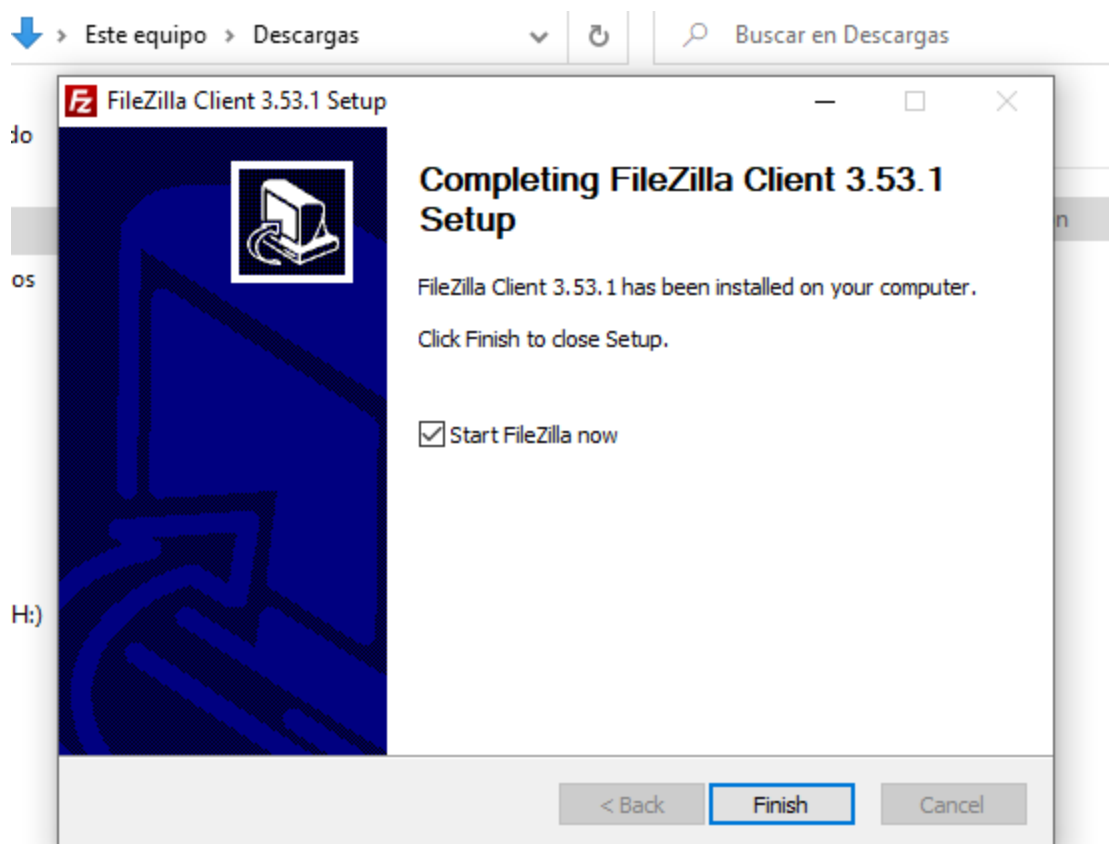 Este equipo > Descargas
Buscar en Descargas
FileZilla Client 3.53.1 Setup
do
Completing FileZilla Client 3.53.1
Setup
n
FileZilla Client 3.53.1 has been installed on your computer.
os
Click Finish to close Setup.
Start FileZilla now
H:)
< Back
Finish
Cancel